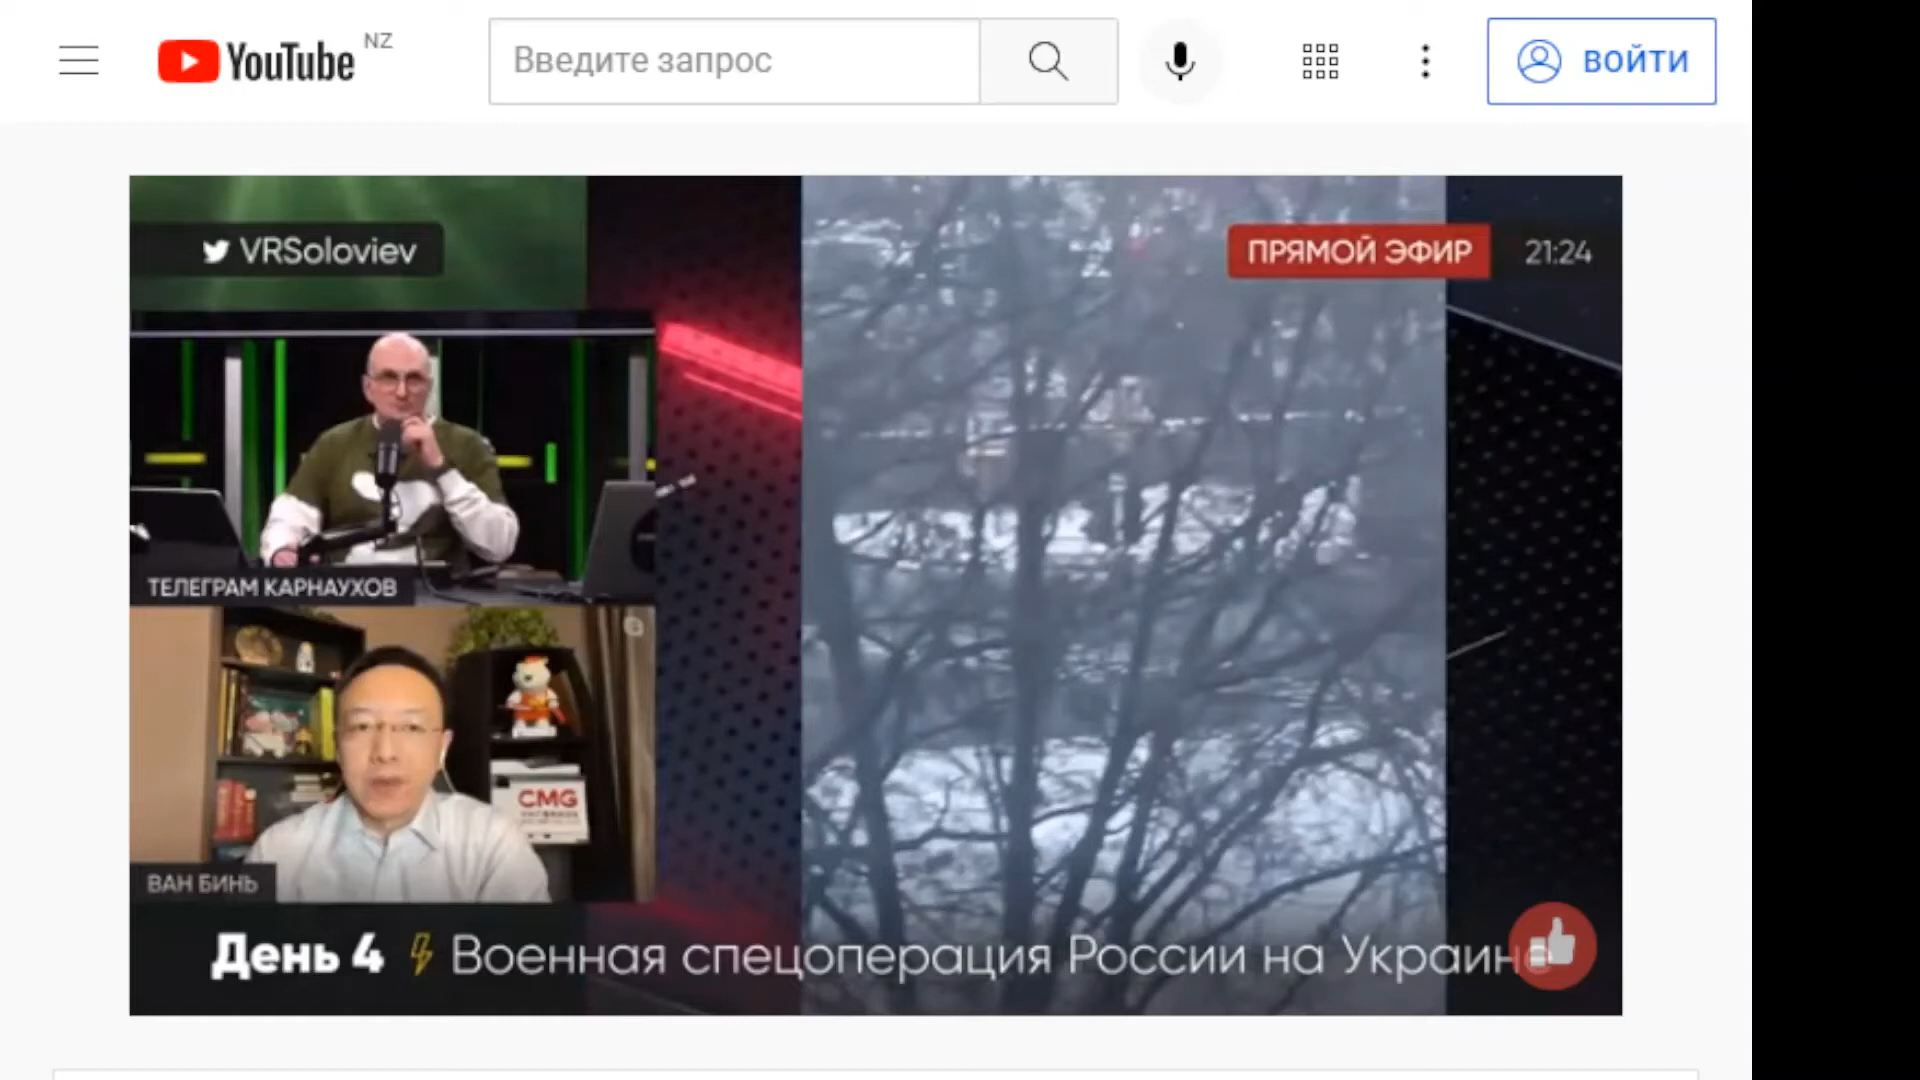 YouTube NZ
Введите запрос
ВОЙТИ
VRSoloviev
ПРЯМОЙ ЭФИР 21:24
ТЕЛЕГРАМ КАРНАУХОВ
CMG
ВАН БИНЬ
День 4 Военная спецоперация России на Украине